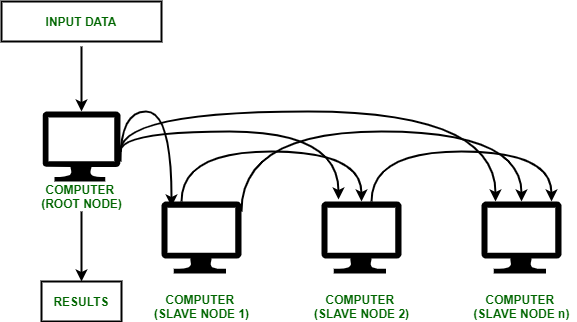 INPUT DATA
COMPUTER
(ROOT NODE)
RESULTS
COMPUTER
(SLAVE NODE 1)
COMPUTER
(SLAVE NODE 2)
COMPUTER
(SLAVE NODE n)